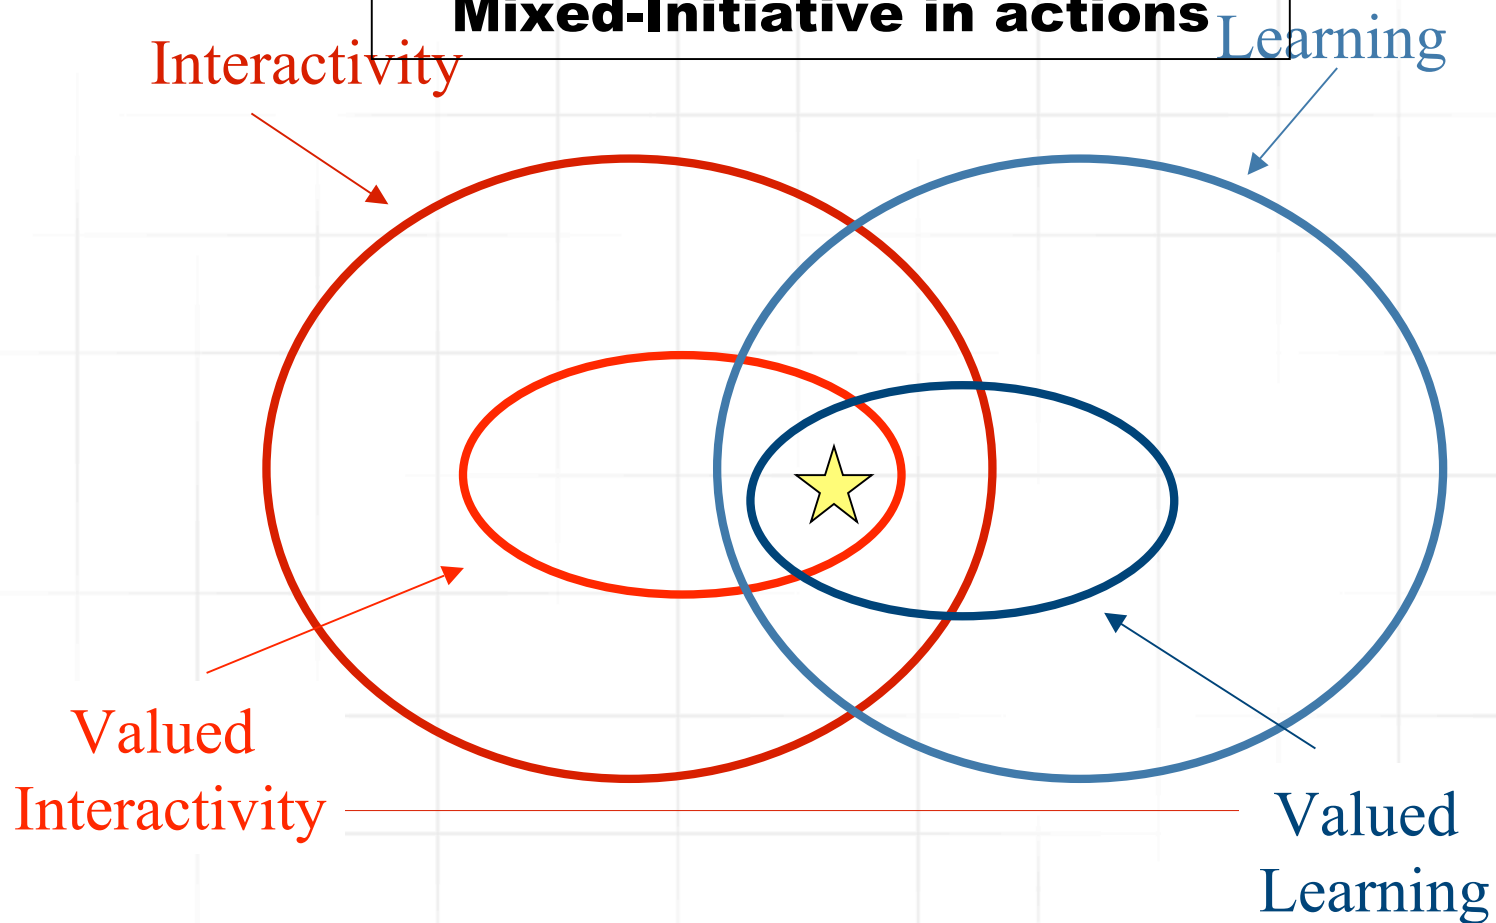 Mixed-Initiative in actions
Interactivity
Learning
Valued
Interactivity
Valued
Learning